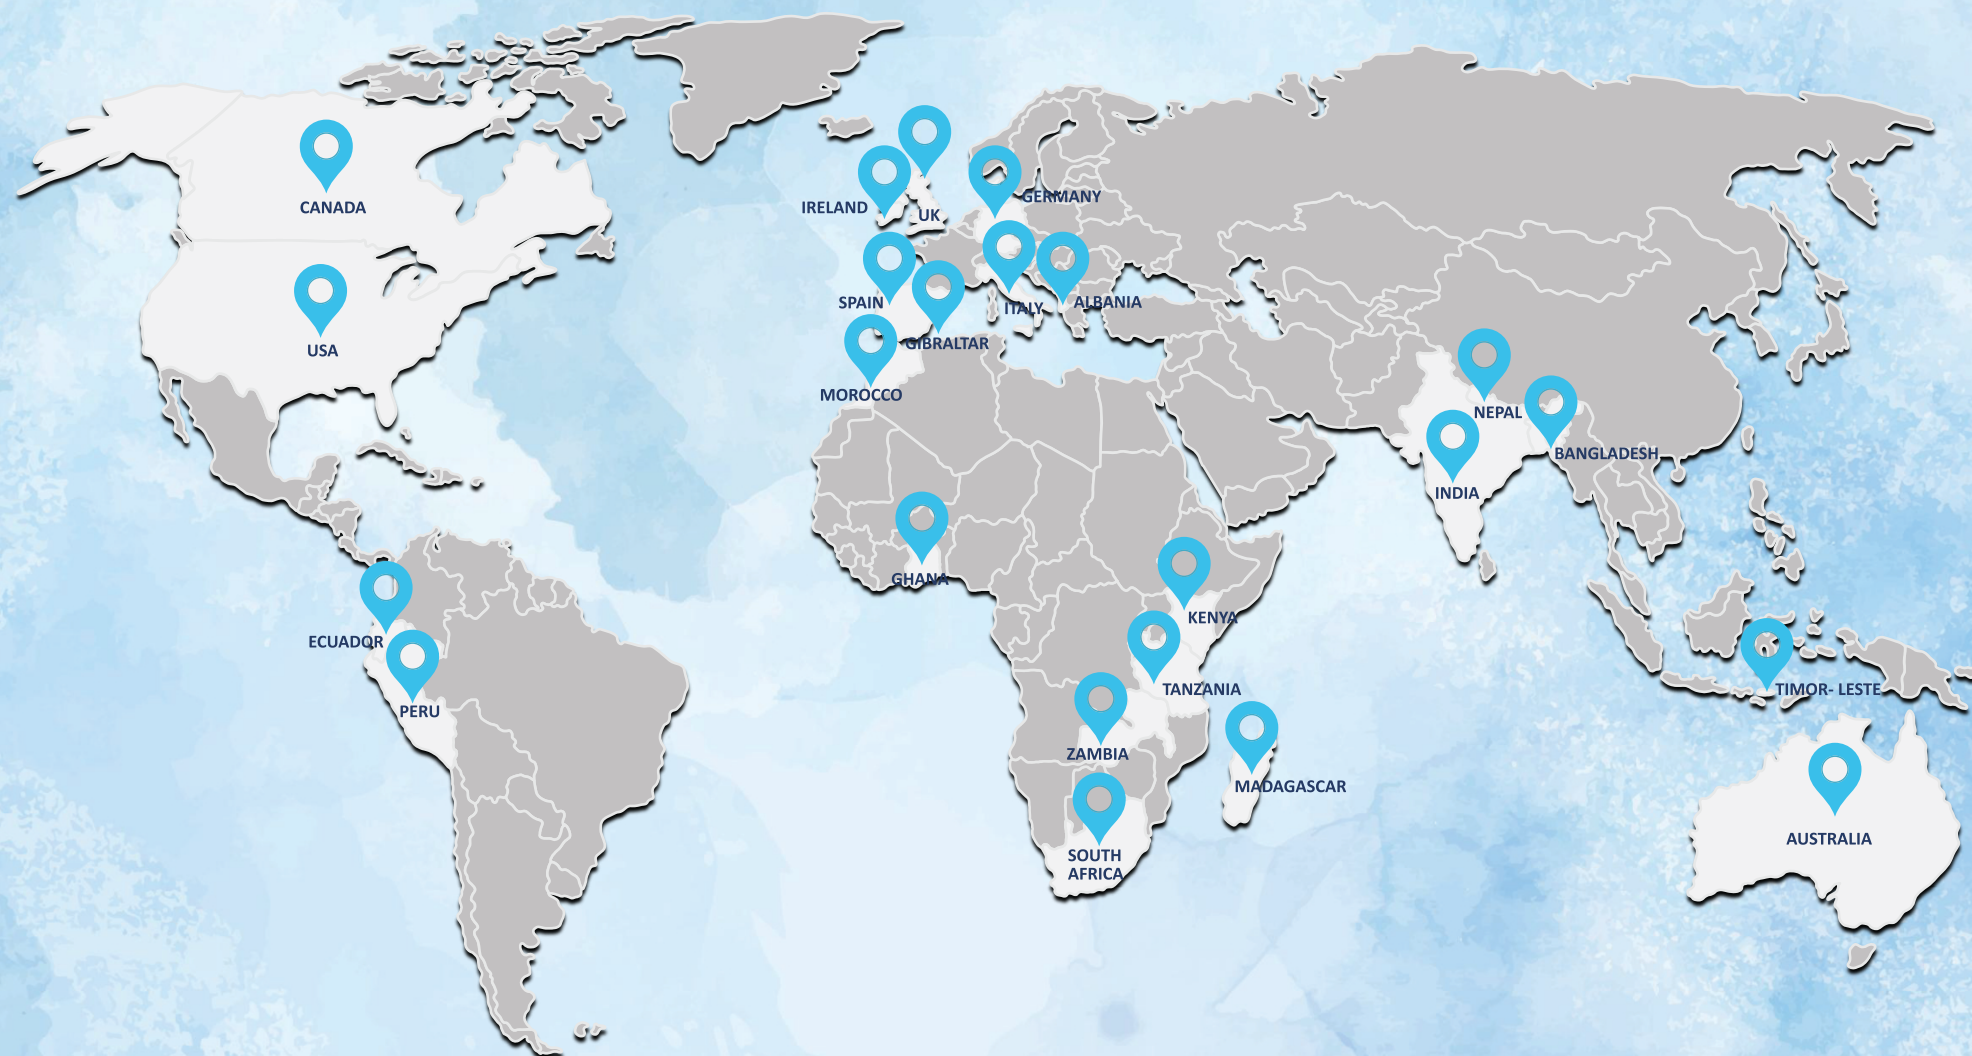 CANADA
USA
IRELAND
UK
GERMANY
SPAIN
ITALY
ALBANIA
GIBRALTAR
MOROCCO
NEPAL
BANGLADESH
INDIA
GHANA
KENYA
ECUADOR
PERU
TANZANIA
TIMOR- LESTE
ZAMBIA
MADAGASCAR
AUSTRALIA
SOUTH
AFRICA